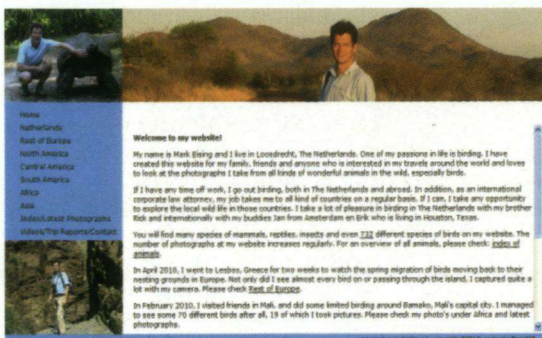 Home
Netherlands
Rest of Europe
North America
Central America
South America
Africa
Asia
Index/Latest Photographs
Videos/Trip Reports/Contact
Welcome to my website!
My name is Mark Eising and I live in Loosdrecht, The Netherlands. One of my passions in life is birding. I have
created this website for my family, friends and anyone who is interested in my travels around the world and loves
to look at the photographs I take from all kinds of wonderful animals in the wild, especially birds.
If I have any time off work, I go out birding, both in The Netherlands and abroad. In addition, as an international
corporate law attorney, my job takes me to all kind of countries on a regular basis. If I can, I take any opportunity
to explore the local wild life in those countries. I take a lot of pleasure in birding in The Netherlands with my brother
Rick and internationally with my buddies Jan from Amsterdam en Erik who is living in Houston, Texas.
You will find many species of mammals, reptiles, insects and even 732 different species of birds on my website. The
number of photographs at my website increases regularly. For an overview of all animals, please check: index of
animals.
In April 2010, I went to Lesbos, Greece for two weeks to watch the spring migration of birds moving back to their
nesting grounds in Europe. Not only did I see almost every bird on or passing through the island, I captured quite a
lot with my camera. Please check Rest of Europe.
In February 2010, I visited friends in Mali, and did some limited birding around Bamako, Mali's capital city. I managed
to see some 70 different birds after all, 19 of which I took pictures. Please check my photo's under Africa and latest
photographs.